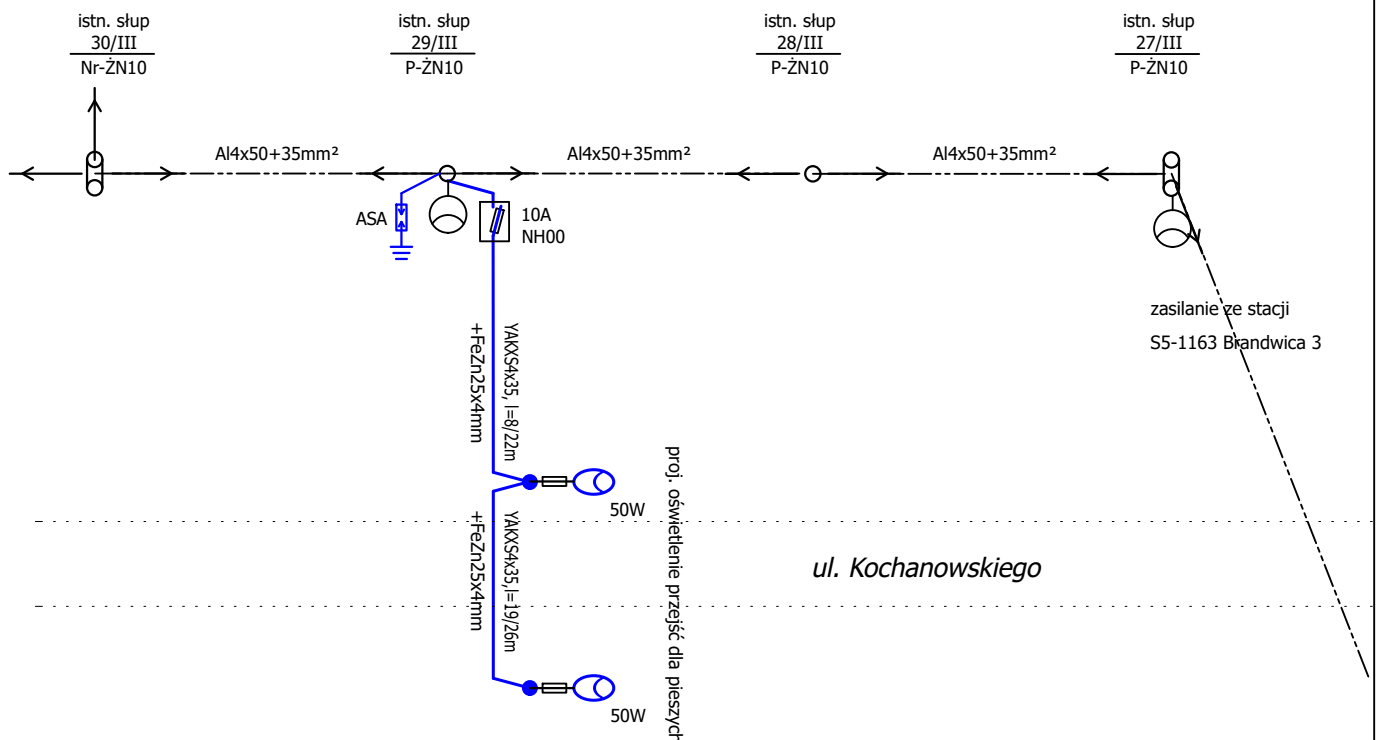 istn. słup
30/III
Nr-ŻN10
istn. słup
29/III
P-ŻN10
istn. słup
28/III
P-ŻN10
istn. słup
27/III
P-ŻN10
Al4x50+35mm²
Al4x50+35mm²
Al4x50+35mm²
ASA
10A
NH00
zasilanie ze stacji
S5-1163 Brandwica 3
YAKXS4x35, l=8/22m
+FeZn25x4mm
50W
proj. oświetlenie przejść dla pieszych
YAKXS4x35,l=19/26m
+FeZn25x4mm
ul. Kochanowskiego
50W